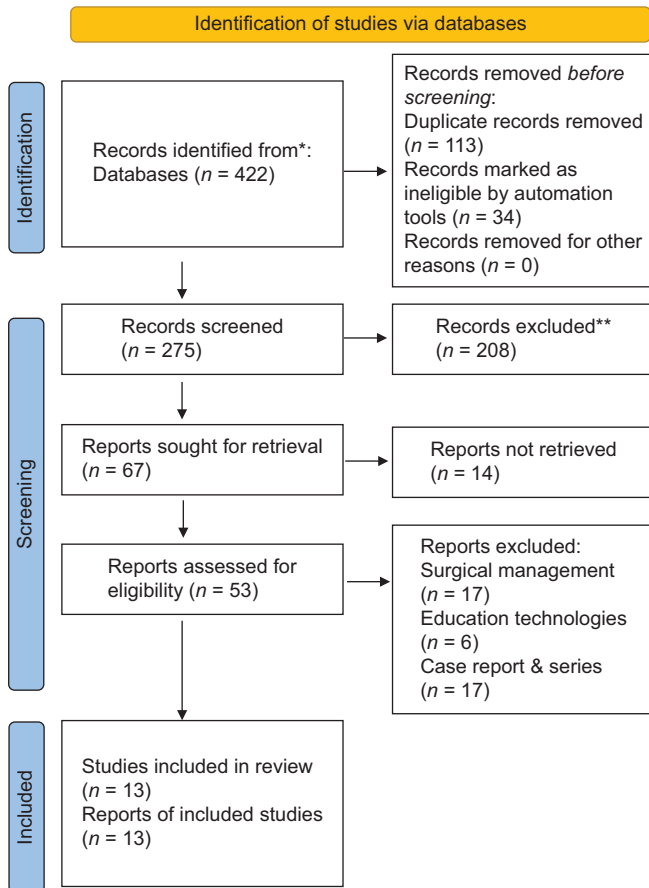 Identification of studies via databases
Identification
Records identified from*:
Databases (n = 422)
Records removed before
screening:
Duplicate records removed
(n = 113)
Records marked as
ineligible by automation
tools (n = 34)
Records removed for other
reasons (n = 0)
Screening
Records screened
(n = 275)
Records excluded**
(n = 208)
Reports sought for retrieval
(n = 67)
Reports not retrieved
(n = 14)
Reports assessed for
eligibility (n = 53)
Reports excluded:
Surgical management
(n = 17)
Education technologies
(n = 6)
Case report & series
(n = 17)
Included
Studies included in review
(n = 13)
Reports of included studies
(n = 13)